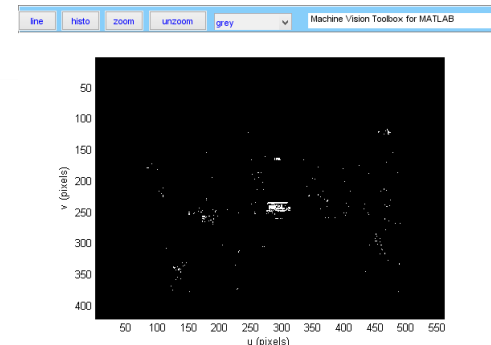 line histo zoom unzoom grey Machine Vision Toolbox for MATLAB
50
100
150
200
250
300
350
400
v (pixels)
50 100 150 200 250 300 350 400 450 500 550
u (pixels)